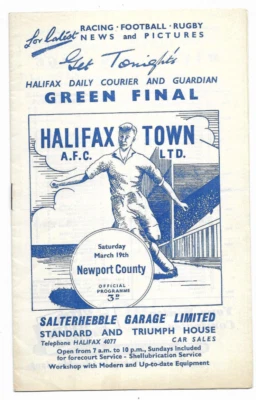 for latest RACING · FOOTBALL · RUGBY
NEWS and PICTURES
Get Tonight's
HALIFAX DAILY COURIER AND GUARDIAN
GREEN FINAL
HALIFAX TOWN
A.F.C. LTD.
Saturday
March 19th
Newport County
OFFICIAL
PROGRAMME
3D
SALTERHEBBLE GARAGE LIMITED
STANDARD AND TRIUMPH HOUSE
Telephone HALIFAX 4077 CAR SALES
Open from 7 a.m. to 10 p.m., Sundays included
for forecourt Service - Shellubrication Service
Workshop with Modern and Up-to-date Equipment